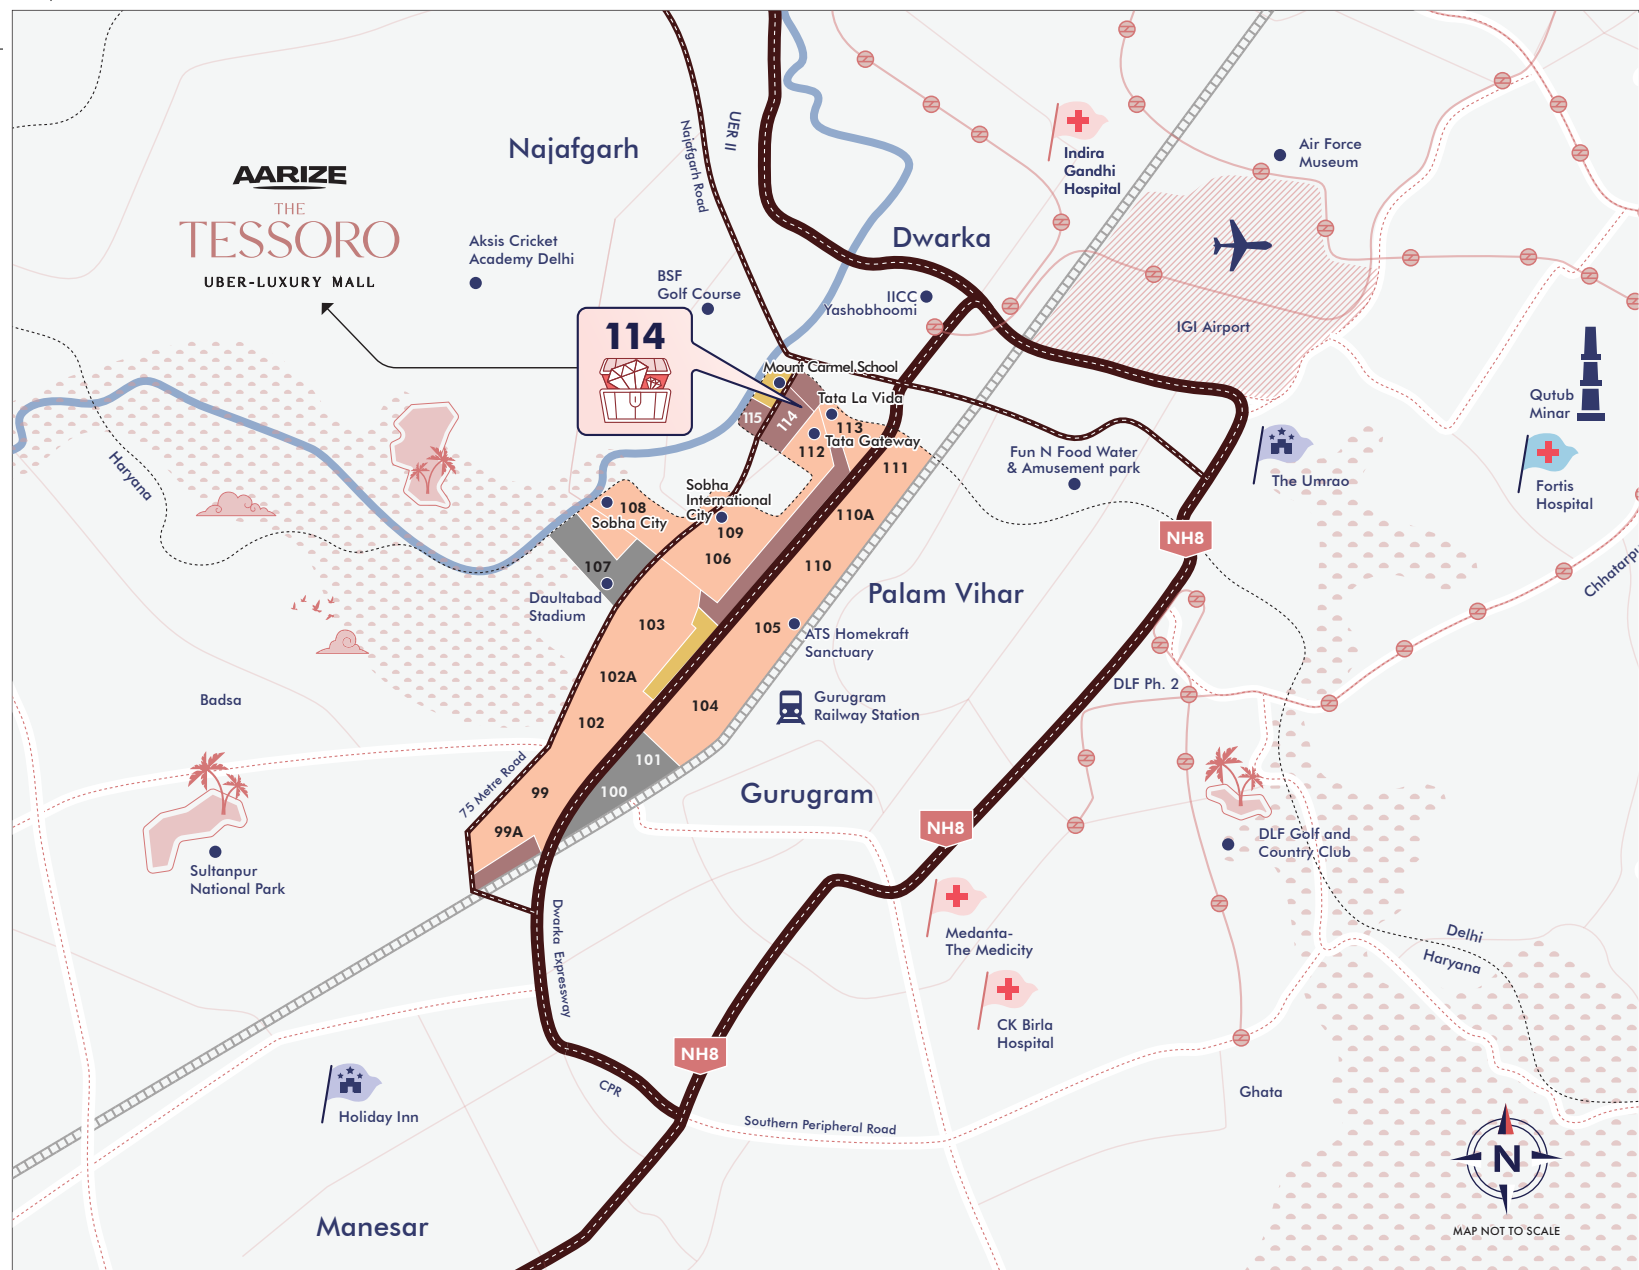 AARIZE
THE
TESSORO
UBER-LUXURY MALL
Najafgarh
Najafgarh Road
UER II
Aksis Cricket
Academy Delhi
BSF
Golf Course
Dwarka
IICC
Yashobhoomi
Indira
Gandhi
Hospital
Air Force
Museum
IGI Airport
Qutub
Minar
Fortis
Hospital
The Umrao
Fun N Food Water
& Amusement park
114
Mount Carmel School
Tata La Vida
115
114
113
Tata Gateway
112
111
Haryana
Sobha
International
City
108
Sobha City
109
110A
106
107
110
Daultabad
Stadium
103
105
ATS Homekraft
Sanctuary
Palam Vihar
NH8
Chhatarpu
102A
102
104
Gurugram
Railway Station
DLF Ph. 2
Badsa
101
100
75 Metre Road
99
99A
Gurugram
NH8
DLF Golf and
Country Club
Sultanpur
National Park
Dwarka Expressway
Medanta-
The Medicity
Delhi
Haryana
CK Birla
Hospital
NH8
CPR
Southern Peripheral Road
Ghata
Holiday Inn
Manesar
N
MAP NOT TO SCALE